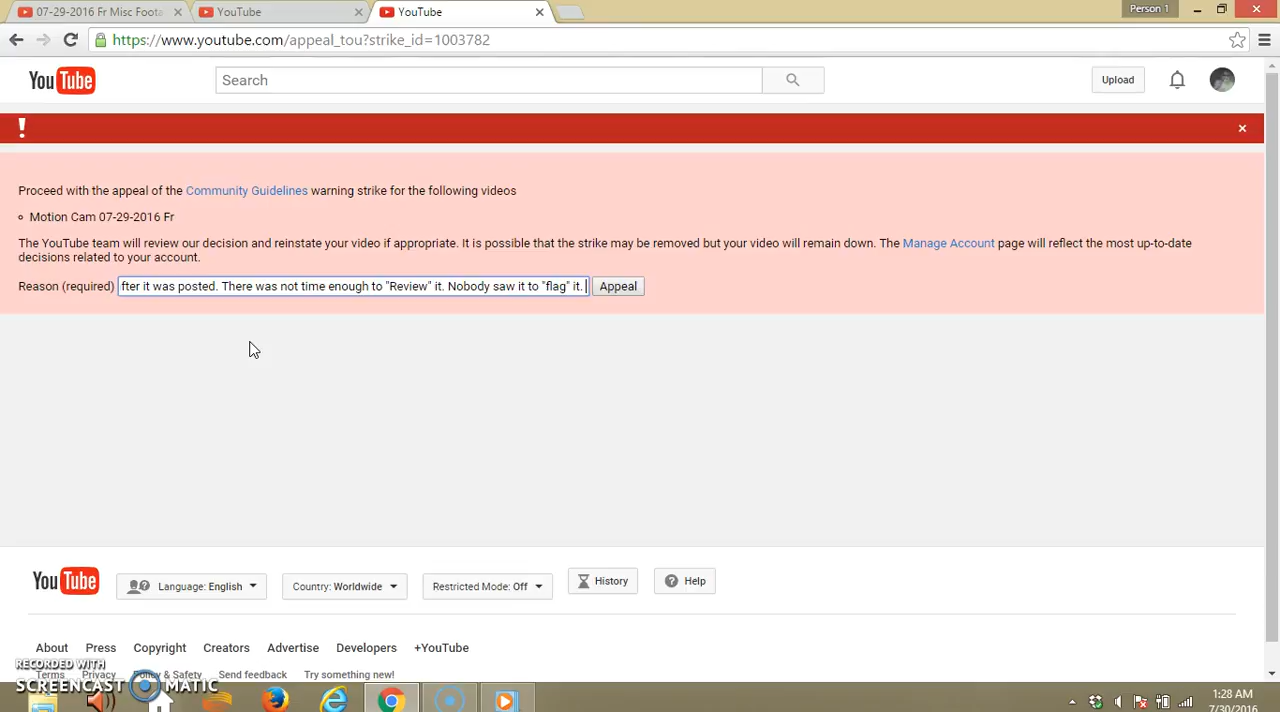 07-29-2016 Fr Misc Foota
YouTube
YouTube
Person 1
https://www.youtube.com/appeal_tou?strike_id=1003782
YouTube
Search
Upload
!
Proceed with the appeal of the Community Guidelines warning strike for the following videos
Motion Cam 07-29-2016 Fr
The YouTube team will review our decision and reinstate your video if appropriate. It is possible that the strike may be removed but your video will remain down. The Manage Account page will reflect the most up-to-date
decisions related to your account.
Reason (required) fter it was posted. There was not time enough to "Review" it. Nobody saw it to "flag" it. Appeal
YouTube
Language: English
Country: Worldwide
Restricted Mode: Off
History
Help
About Press Copyright Creators Advertise Developers +YouTube
RECORDED WITH
Terms Privacy Policy & Safety Send feedback Try something new!
SCREENCAST MATIC
1:28 AM
7/30/2016